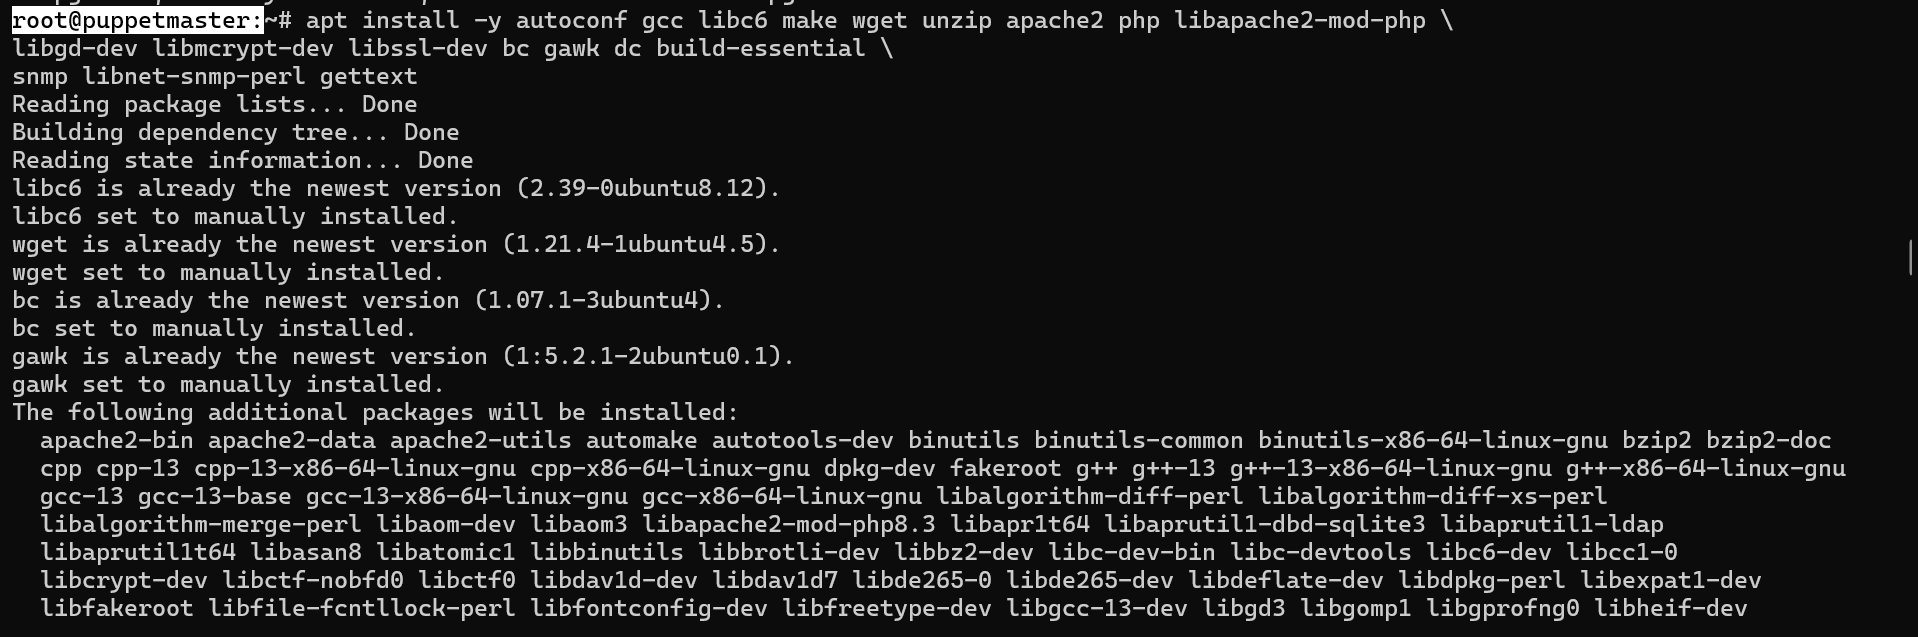 root@puppetmaster:~# apt install -y autoconf gcc libc6 make wget unzip apache2 php libapache2-mod-php \
libgd-dev libmcrypt-dev libssl-dev bc gawk dc build-essential \
snmp libnet-snmp-perl gettext
Reading package lists... Done
Building dependency tree... Done
Reading state information... Done
libc6 is already the newest version (2.39-0ubuntu8.12).
libc6 set to manually installed.
wget is already the newest version (1.21.4-1ubuntu4.5).
wget set to manually installed.
bc is already the newest version (1.07.1-3ubuntu4).
bc set to manually installed.
gawk is already the newest version (1:5.2.1-2ubuntu0.1).
gawk set to manually installed.
The following additional packages will be installed:
  apache2-bin apache2-data apache2-utils automake autotools-dev binutils binutils-common binutils-x86-64-linux-gnu bzip2 bzip2-doc
  cpp cpp-13 cpp-13-x86-64-linux-gnu cpp-x86-64-linux-gnu dpkg-dev fakeroot g++ g++-13 g++-13-x86-64-linux-gnu g++-x86-64-linux-gnu
  gcc-13 gcc-13-base gcc-13-x86-64-linux-gnu gcc-x86-64-linux-gnu libalgorithm-diff-perl libalgorithm-diff-xs-perl
  libalgorithm-merge-perl libaom-dev libaom3 libapache2-mod-php8.3 libapr1t64 libaprutil1-dbd-sqlite3 libaprutil1-ldap
  libaprutil1t64 libasan8 libatomic1 libbinutils libbrotli-dev libbz2-dev libc-dev-bin libc-devtools libc6-dev libcc1-0
  libcrypt-dev libctf-nobfd0 libctf0 libdav1d-dev libdav1d7 libde265-0 libde265-dev libdeflate-dev libdpkg-perl libexpat1-dev
  libfakeroot libfile-fcntllock-perl libfontconfig-dev libfreetype-dev libgcc-13-dev libgd3 libgomp1 libgprofng0 libheif-dev